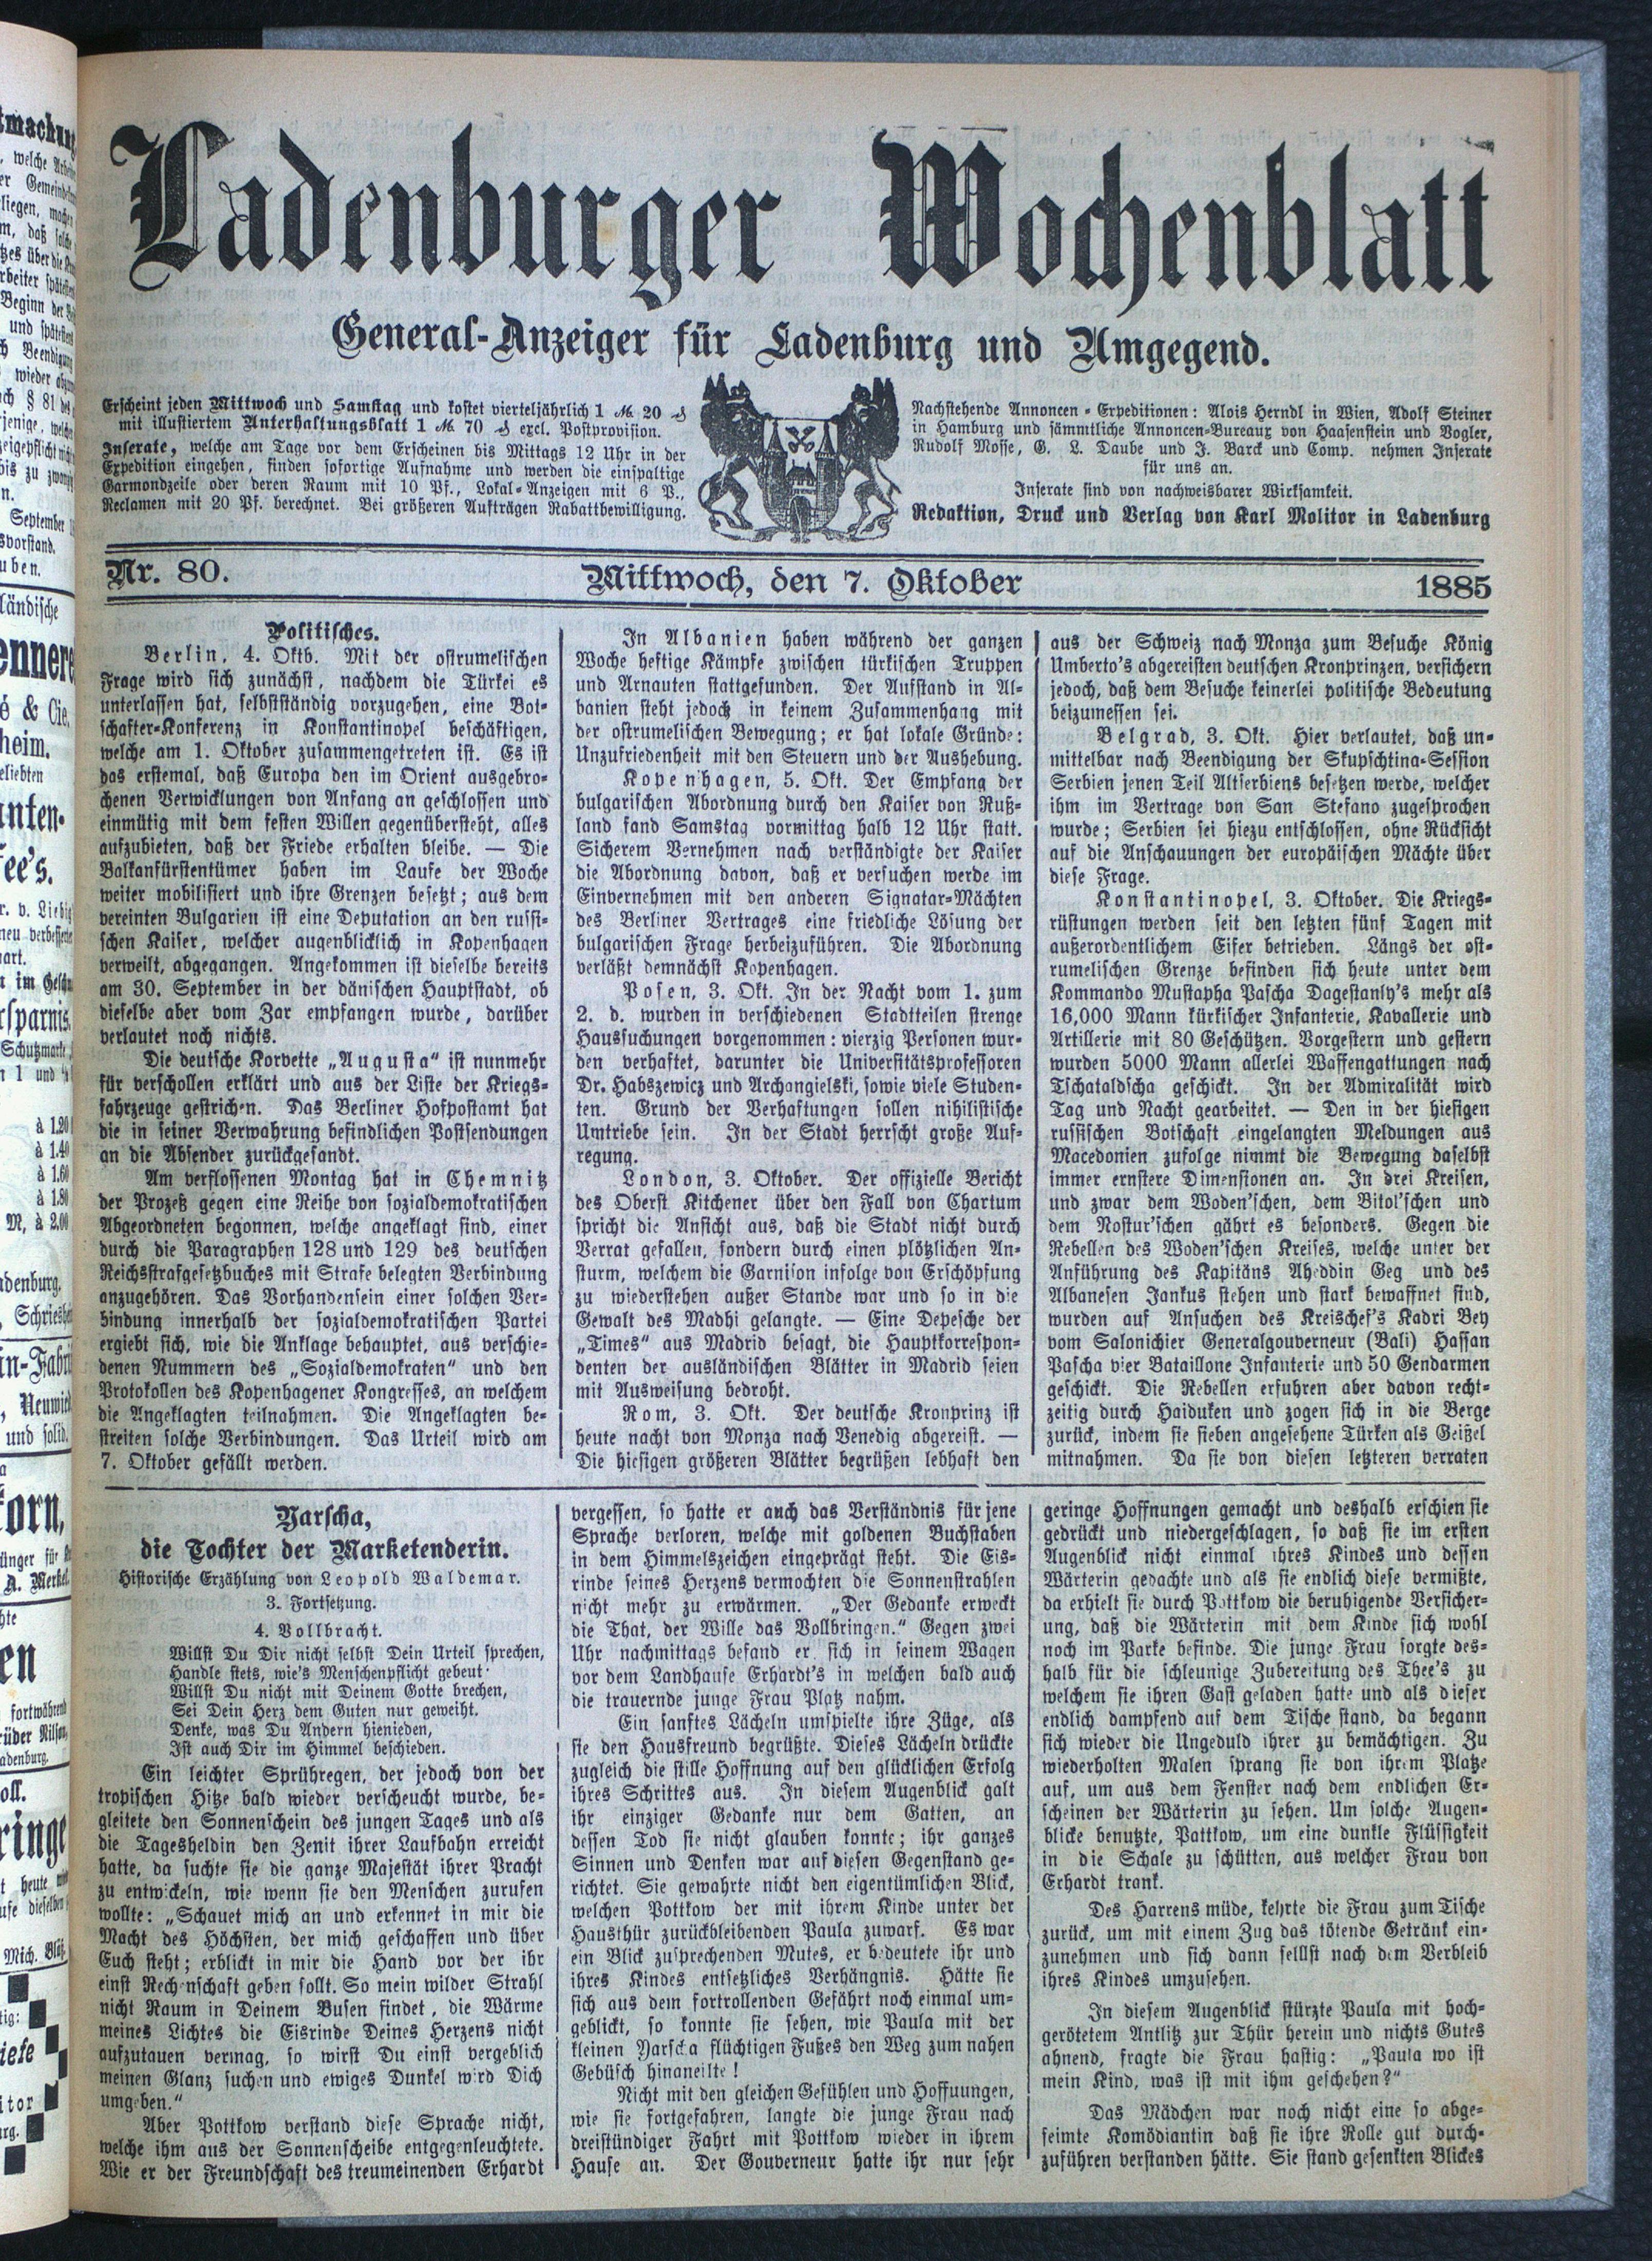 Ladenburger Wochenblatt
General-Anzeiger für Ladenburg und Umgegend.
Erscheint jeden Mittwoch und Samstag und kostet vierteljährlich 1 M. 20 ₰
mit illustriertem Unterhaltungsblatt 1 M. 70 ₰ excl. Postprovision.
Inserate, welche am Tage vor dem Erscheinen bis Mittags 12 Uhr in der
Expedition eingehen, finden sofortige Aufnahme und werden die einspaltige
Garmondzeile oder deren Raum mit 10 Pf., Lokal-Anzeigen mit 6 P.,
Reclamen mit 20 Pf. berechnet. Bei größeren Aufträgen Rabattbewilligung.
Nachstehende Annoncen-Expeditionen: Alois Herndl in Wien, Adolf Steiner
in Hamburg und sämmtliche Annoncen-Bureaux von Haasenstein und Vogler,
Rudolf Mosse, G. L. Daube und J. Barck und Comp. nehmen Inserate
für uns an.
Inserate sind von nachweisbarer Wirksamkeit.
Redaktion, Druck und Verlag von Karl Molitor in Ladenburg
Nr. 80.
Mittwoch, den 7. Oktober
1885
Politisches.
Berlin, 4. Oktb. Mit der ostrumelischen
Frage wird sich zunächst, nachdem die Türkei es
unterlassen hat, selbstständig vorzugehen, eine Bot-
schafter-Konferenz in Konstantinopel beschäftigen,
welche am 1. Oktober zusammengetreten ist. Es ist
das erstemal, daß Europa den im Orient ausgebro-
chenen Verwicklungen von Anfang an geschlossen und
einmütig mit dem festen Willen gegenübersteht, alles
aufzubieten, daß der Friede erhalten bleibe. — Die
Balkanfürstentümer haben im Laufe der Woche
weiter mobilisiert und ihre Grenzen besetzt; aus dem
vereinten Bulgarien ist eine Deputation an den russi-
schen Kaiser, welcher augenblicklich in Kopenhagen
verweilt, abgegangen. Angekommen ist dieselbe bereits
am 30. September in der dänischen Hauptstadt, ob
dieselbe aber vom Zar empfangen wurde, darüber
verlautet noch nichts.
Die deutsche Korvette „Augusta“ ist nunmehr
für verschollen erklärt und aus der Liste der Kriegs-
fahrzeuge gestrichen. Das Berliner Hofpostamt hat
die in seiner Verwahrung befindlichen Postsendungen
an die Absender zurückgesandt.
Am verflossenen Montag hat in Chemnitz
der Prozeß gegen eine Reihe von sozialdemokratischen
Abgeordneten begonnen, welche angeklagt sind, einer
durch die Paragraphen 128 und 129 des deutschen
Reichsstrafgesetzbuches mit Strafe belegten Verbindung
anzugehören. Das Vorhandensein einer solchen Ver-
bindung innerhalb der sozialdemokratischen Partei
ergiebt sich, wie die Anklage behauptet, aus verschie-
denen Nummern des „Sozialdemokraten“ und den
Protokollen des Kopenhagener Kongresses, an welchem
die Angeklagten teilnahmen. Die Angeklagten be-
streiten solche Verbindungen. Das Urteil wird am
7. Oktober gefällt werden.
In Albanien haben während der ganzen
Woche heftige Kämpfe zwischen türkischen Truppen
und Arnauten stattgefunden. Der Aufstand in Al-
banien steht jedoch in keinem Zusammenhang mit
der ostrumelischen Bewegung; er hat lokale Gründe:
Unzufriedenheit mit den Steuern und der Aushebung.
Kopenhagen, 5. Okt. Der Empfang der
bulgarischen Abordnung durch den Kaiser von Ruß-
land fand Samstag vormittag halb 12 Uhr statt.
Sicherem Vernehmen nach verständigte der Kaiser
die Abordnung davon, daß er versuchen werde im
Einvernehmen mit den anderen Signatar-Mächten
des Berliner Vertrages eine friedliche Lösung der
bulgarischen Frage herbeizuführen. Die Abordnung
verläßt demnächst Kopenhagen.
Posen, 3. Okt. In der Nacht vom 1. zum
2. d. wurden in verschiedenen Stadtteilen strenge
Haussuchungen vorgenommen: vierzig Personen wur-
den verhaftet, darunter die Universitätsprofessoren
Dr. Habszewicz und Archangielski, sowie viele Studen-
ten. Grund der Verhaftungen sollen nihilistische
Umtriebe sein. In der Stadt herrscht große Auf-
regung.
London, 3. Oktober. Der offizielle Bericht
des Oberst Kitchener über den Fall von Chartum
spricht die Ansicht aus, daß die Stadt nicht durch
Verrat gefallen, sondern durch einen plötzlichen An-
sturm, welchem die Garnison infolge von Erschöpfung
zu wiederstehen außer Stande war und so in die
Gewalt des Madhi gelangte. — Eine Depesche der
„Times“ aus Madrid besagt, die Hauptkorrespon-
denten der ausländischen Blätter in Madrid seien
mit Ausweisung bedroht.
Rom, 3. Okt. Der deutsche Kronprinz ist
heute nacht von Monza nach Venedig abgereist. —
Die hiesigen größeren Blätter begrüßen lebhaft den
aus der Schweiz nach Monza zum Besuche König
Umberto's abgereisten deutschen Kronprinzen, versichern
jedoch, daß dem Besuche keinerlei politische Bedeutung
beizumessen sei.
Belgrad, 3. Okt. Hier verlautet, daß un-
mittelbar nach Beendigung der Skupschtina-Session
Serbien jenen Teil Altserbiens besetzen werde, welcher
ihm im Vertrage von San Stefano zugesprochen
wurde; Serbien sei hiezu entschlossen, ohne Rücksicht
auf die Anschauungen der europäischen Mächte über
diese Frage.
Konstantinopel, 3. Oktober. Die Kriegs-
rüstungen werden seit den letzten fünf Tagen mit
außerordentlichem Eifer betrieben. Längs der ost-
rumelischen Grenze befinden sich heute unter dem
Kommando Mustapha Pascha Dagestanly's mehr als
16,000 Mann türkischer Infanterie, Kavallerie und
Artillerie mit 80 Geschützen. Vorgestern und gestern
wurden 5000 Mann allerlei Waffengattungen nach
Tschataldscha geschickt. In der Admiralität wird
Tag und Nacht gearbeitet. — Den in der hiesigen
russischen Botschaft eingelangten Meldungen aus
Macedonien zufolge nimmt die Bewegung daselbst
immer ernstere Dimensionen an. In drei Kreisen,
und zwar dem Woden'schen, dem Bitol'schen und
dem Nostur'schen gährt es besonders. Gegen die
Rebellen des Woden'schen Kreises, welche unter der
Anführung des Kapitäns Aheddin Geg und des
Albanesen Jankus stehen und stark bewaffnet sind,
wurden auf Ansuchen des Kreischef's Kadri Bey
vom Salonichier Generalgouverneur (Bali) Hassan
Pascha vier Bataillone Infanterie und 50 Gendarmen
geschickt. Die Rebellen erfuhren aber davon recht-
zeitig durch Haiduken und zogen sich in die Berge
zurück, indem sie sieben angesehene Türken als Geißel
mitnahmen. Da sie von diesen letzteren verraten
Yarscha,
die Tochter der Marketenderin.
Historische Erzählung von Leopold Waldemar.
3. Fortsetzung.
4. Vollbracht.
Willst Du Dir nicht selbst Dein Urteil sprechen,
Handle stets, wie's Menschenpflicht gebeut·
Willst Du nicht mit Deinem Gotte brechen,
Sei Dein Herz dem Guten nur geweiht.
Denke, was Du Andern hienieden,
Ist auch Dir im Himmel beschieden.
Ein leichter Sprühregen, der jedoch von der
tropischen Hitze bald wieder verscheucht wurde, be-
gleitete den Sonnenschein des jungen Tages und als
die Tagesheldin den Zenit ihrer Laufbahn erreicht
hatte, da suchte sie die ganze Majestät ihrer Pracht
zu entwickeln, wie wenn sie den Menschen zurufen
wollte: „Schauet mich an und erkennet in mir die
Macht des Höchsten, der mich geschaffen und über
Euch steht; erblickt in mir die Hand vor der ihr
einst Rechenschaft geben sollt. So mein wilder Strahl
nicht Raum in Deinem Busen findet, die Wärme
meines Lichtes die Eisrinde Deines Herzens nicht
aufzutauen vermag, so wirst Du einst vergeblich
meinen Glanz suchen und ewiges Dunkel wird Dich
umgeben.“
Aber Pottkow verstand diese Sprache nicht,
welche ihm aus der Sonnenscheibe entgegenleuchtete.
Wie er der Freundschaft des treumeinenden Erhardt
vergessen, so hatte er auch das Verständnis für jene
Sprache verloren, welche mit goldenen Buchstaben
in dem Himmelszeichen eingeprägt steht. Die Eis-
rinde seines Herzens vermochten die Sonnenstrahlen
nicht mehr zu erwärmen. „Der Gedanke erweckt
die That, der Wille das Vollbringen.“ Gegen zwei
Uhr nachmittags befand er sich in seinem Wagen
vor dem Landhause Erhardt's in welchen bald auch
die trauernde junge Frau Platz nahm.
Ein sanftes Lächeln umspielte ihre Züge, als
sie den Hausfreund begrüßte. Dieses Lächeln drückte
zugleich die stille Hoffnung auf den glücklichen Erfolg
ihres Schrittes aus. In diesem Augenblick galt
ihr einziger Gedanke nur dem Gatten, an
dessen Tod sie nicht glauben konnte; ihr ganzes
Sinnen und Denken war auf diesen Gegenstand ge-
richtet. Sie gewahrte nicht den eigentümlichen Blick,
welchen Pottkow der mit ihrem Kinde unter der
Hausthür zurückbleibenden Paula zuwarf. Es war
ein Blick zusprechenden Mutes, er bedeutete ihr und
ihres Kindes entsetzliches Verhängnis. Hätte sie
sich aus dem fortrollenden Gefährt noch einmal um-
geblickt, so konnte sie sehen, wie Paula mit der
kleinen Yarscha flüchtigen Fußes den Weg zum nahen
Gebüsch hinaneilte!
Nicht mit den gleichen Gefühlen und Hoffnungen,
wie sie fortgefahren, langte die junge Frau nach
dreistündiger Fahrt mit Pottkow wieder in ihrem
Hause an. Der Gouverneur hatte ihr nur sehr
geringe Hoffnungen gemacht und deshalb erschien sie
gedrückt und niedergeschlagen, so daß sie im ersten
Augenblick nicht einmal ihres Kindes und dessen
Wärterin gedachte und als sie endlich diese vermißte,
da erhielt sie durch Pottkow die beruhigende Versicher-
ung, daß die Wärterin mit dem Kinde sich wohl
noch im Parke befinde. Die junge Frau sorgte des-
halb für die schleunige Zubereitung des Thee's zu
welchem sie ihren Gast geladen hatte und als dieser
endlich dampfend auf dem Tische stand, da begann
sich wieder die Ungeduld ihrer zu bemächtigen. Zu
wiederholten Malen sprang sie von ihrem Platze
auf, um aus dem Fenster nach dem endlichen Er-
scheinen der Wärterin zu sehen. Um solche Augen-
blicke benutzte, Pattkow, um eine dunkle Flüssigkeit
in die Schale zu schütten, aus welcher Frau von
Erhardt trank.
Des Harrens müde, kehrte die Frau zum Tische
zurück, um mit einem Zug das tötende Getränk ein-
zunehmen und sich dann selbst nach dem Verbleib
ihres Kindes umzusehen.
In diesem Augenblick stürzte Paula mit hoch-
gerötetem Antlitz zur Thür herein und nichts Gutes
ahnend, fragte die Frau hastig: „Paula wo ist
mein Kind, was ist mit ihm geschehen?“
Das Mädchen war noch nicht eine so abge-
feimte Komödiantin daß sie ihre Rolle gut durch-
zuführen verstanden hätte. Sie stand gesenkten Blickes